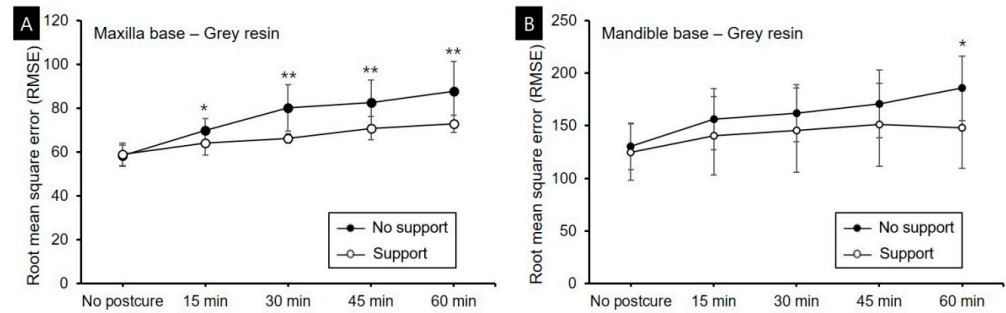 A
Maxilla base – Grey resin
Root mean square error (RMSE)
120
100
80
60
40
20
0
*
**
**
**
No support
Support
No postcure
15 min
30 min
45 min
60 min
B
Mandible base – Grey resin
Root mean square error (RMSE)
250
200
150
100
50
0
*
No support
Support
No postcure
15 min
30 min
45 min
60 min